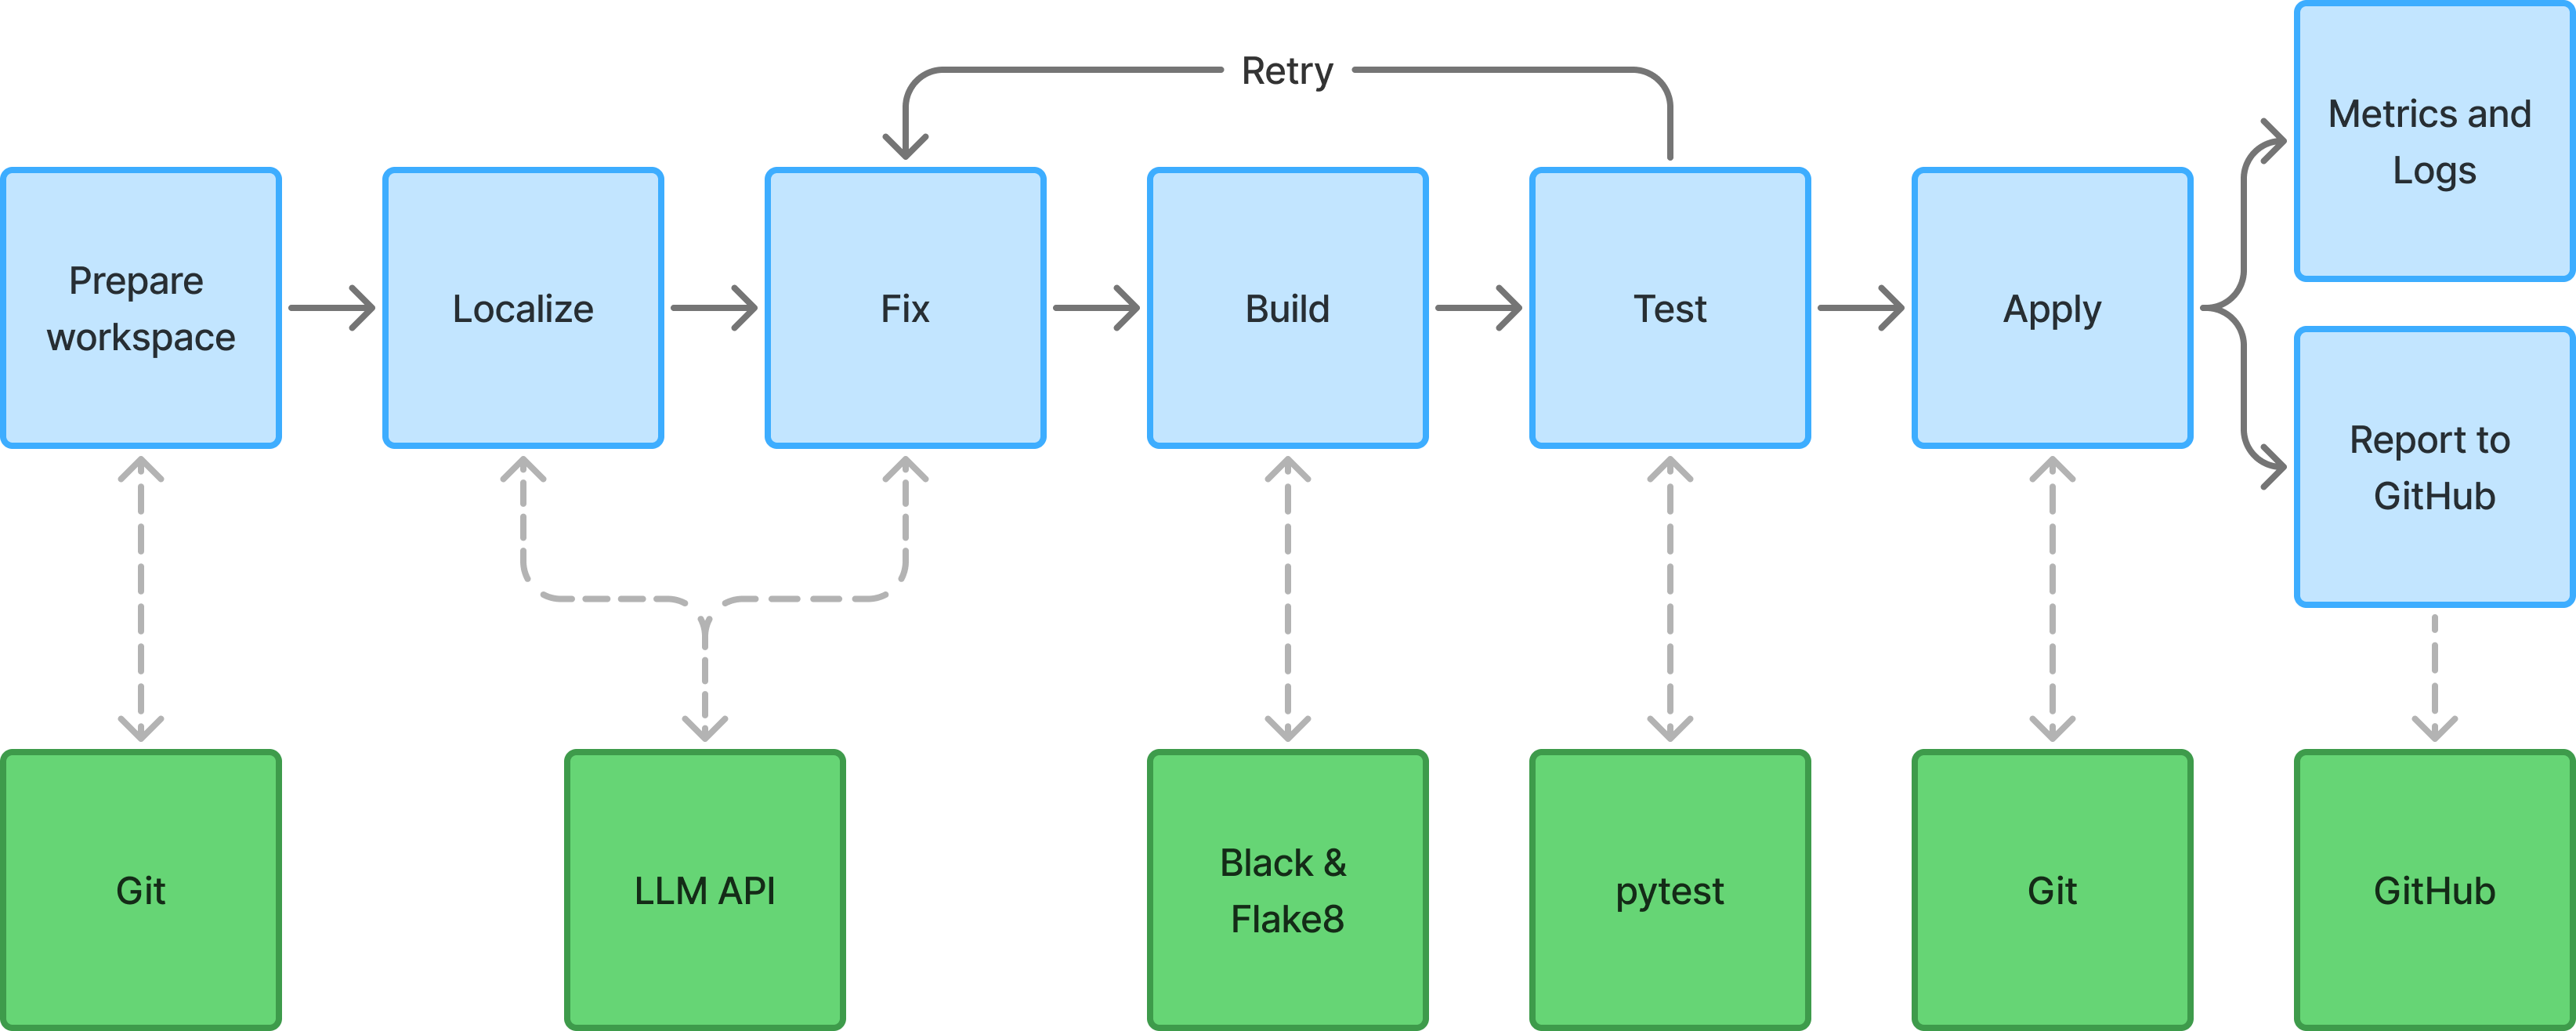 Retry
Metrics and
Logs
Prepare
workspace
Localize
Fix
Build
Test
Apply
Report to
GitHub
Git
LLM API
Black &
Flake8
pytest
Git
GitHub